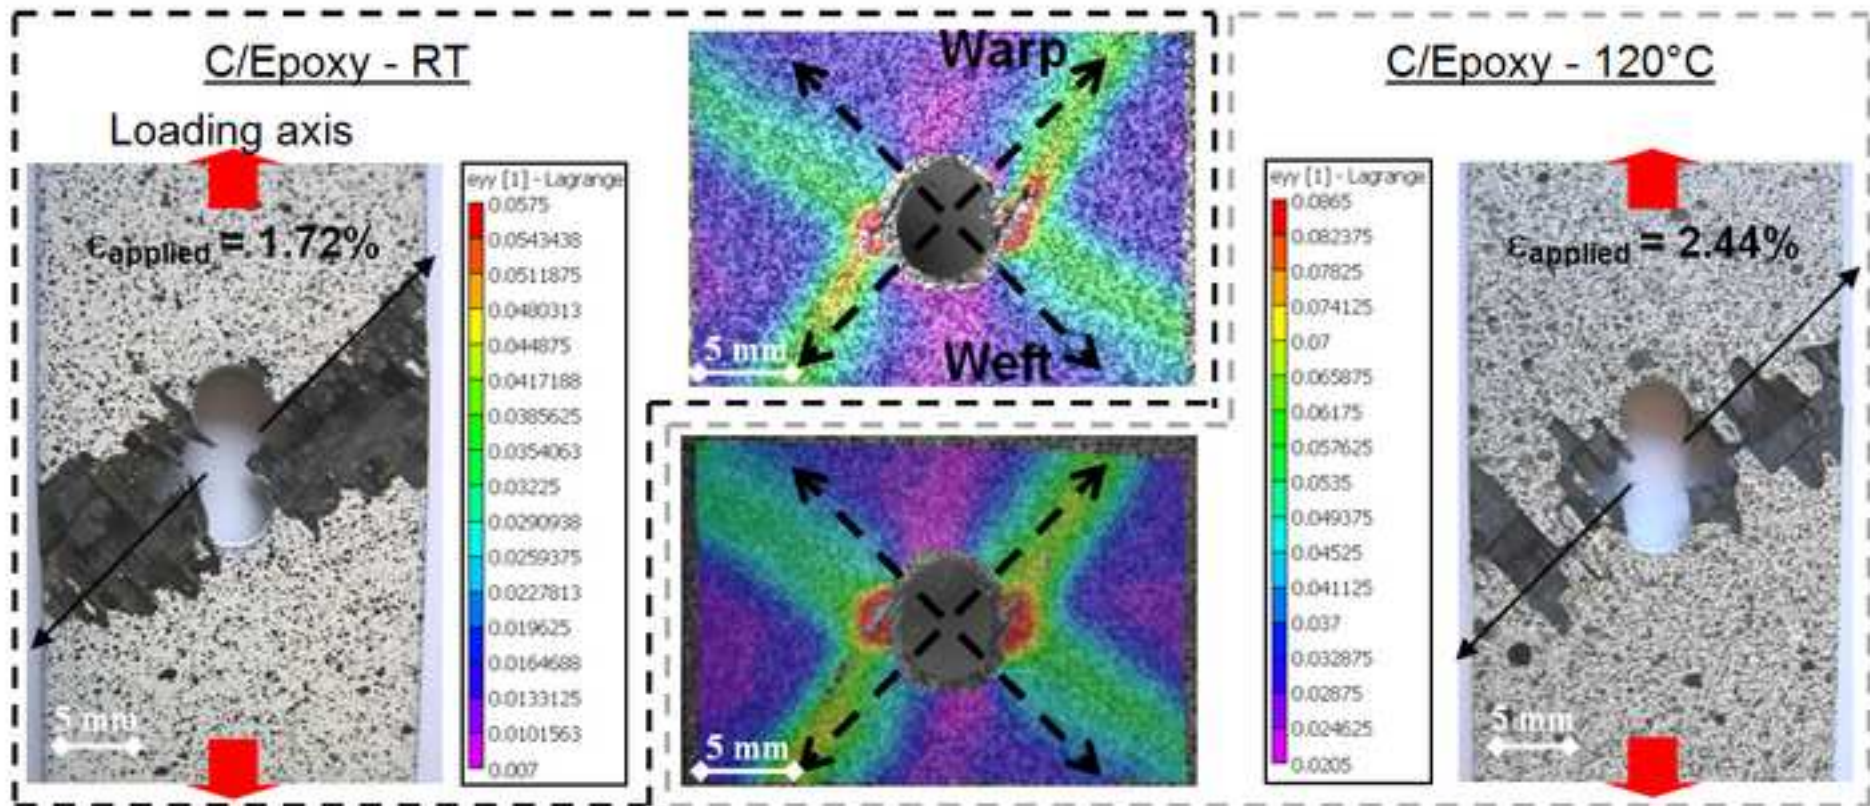 C/Epoxy - RT
Loading axis
εapplied = 1.72%
5 mm
eyy [1] - Lagrange
0.0575
0.0543438
0.0511875
0.0480313
0.044875
0.0417188
0.0385625
0.0354063
0.03225
0.0290938
0.0259375
0.0227813
0.019625
0.0164688
0.0133125
0.0101563
0.007
Warp
Weft
5 mm
5 mm
C/Epoxy - 120°C
eyy [1] - Lagrange
0.0865
0.082375
0.07825
0.074125
0.07
0.065875
0.06175
0.057625
0.0535
0.049375
0.04525
0.041125
0.037
0.032875
0.02875
0.024625
0.0205
εapplied = 2.44%
5 mm